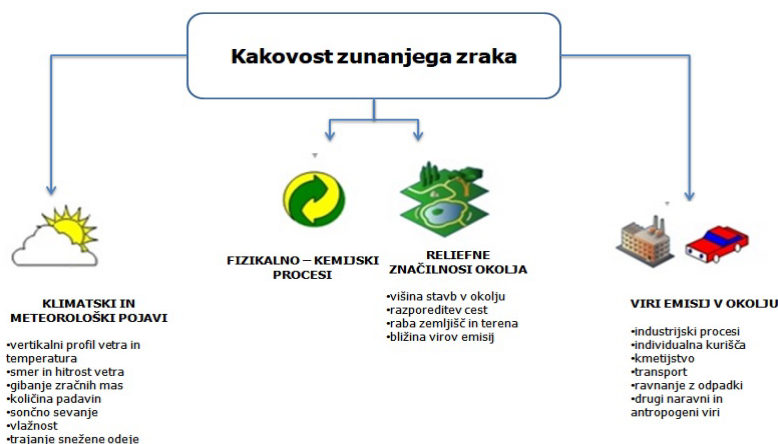 Kakovost zunanjega zraka
KLIMATSKI IN
METEOROLOŠKI POJAVI
•vertikalni profil vetra in
temperatura
•smer in hitrost vetra
•gibanje zračnih mas
•količina padavin
•sončno sevanje
•vlažnost
•trajanje snežene odeje
FIZIKALNO – KEMIJSKI
PROCESI
RELIEFNE
ZNAČILNOSI OKOLJA
•višina stavb v okolju
•razporeditev cest
•raba zemljišč in terena
•bližina virov emisij
VIRI EMISIJ V OKOLJU
•industrijski procesi
•individualna kurišča
•kmetijstvo
•transport
•ravnanje z odpadki
•drugi naravni in
antropogeni viri